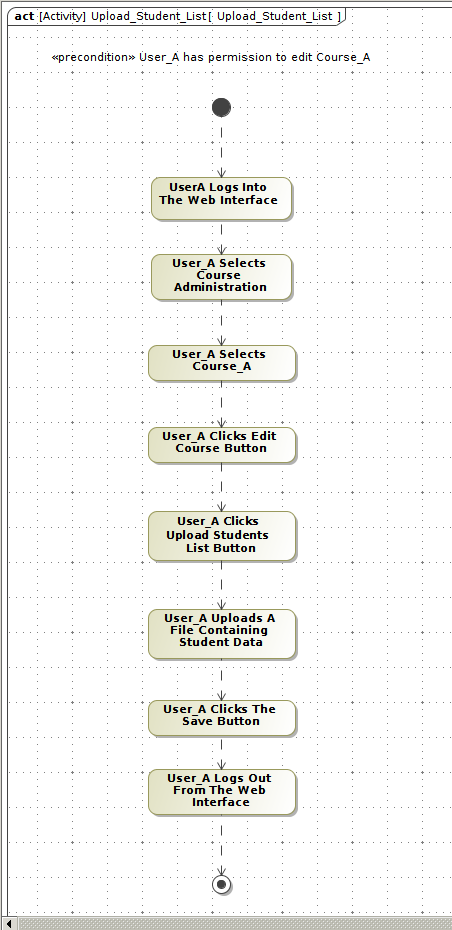 act [Activity] Upload_Student_List[ Upload_Student_List ]
«precondition» User_A has permission to edit Course_A
UserA Logs Into
The Web Interface
User_A Selects
Course
Administration
User_A Selects
Course_A
User_A Clicks Edit
Course Button
User_A Clicks
Upload Students
List Button
User_A Uploads A
File Containing
Student Data
User_A Clicks The
Save Button
User_A Logs Out
From The Web
Interface